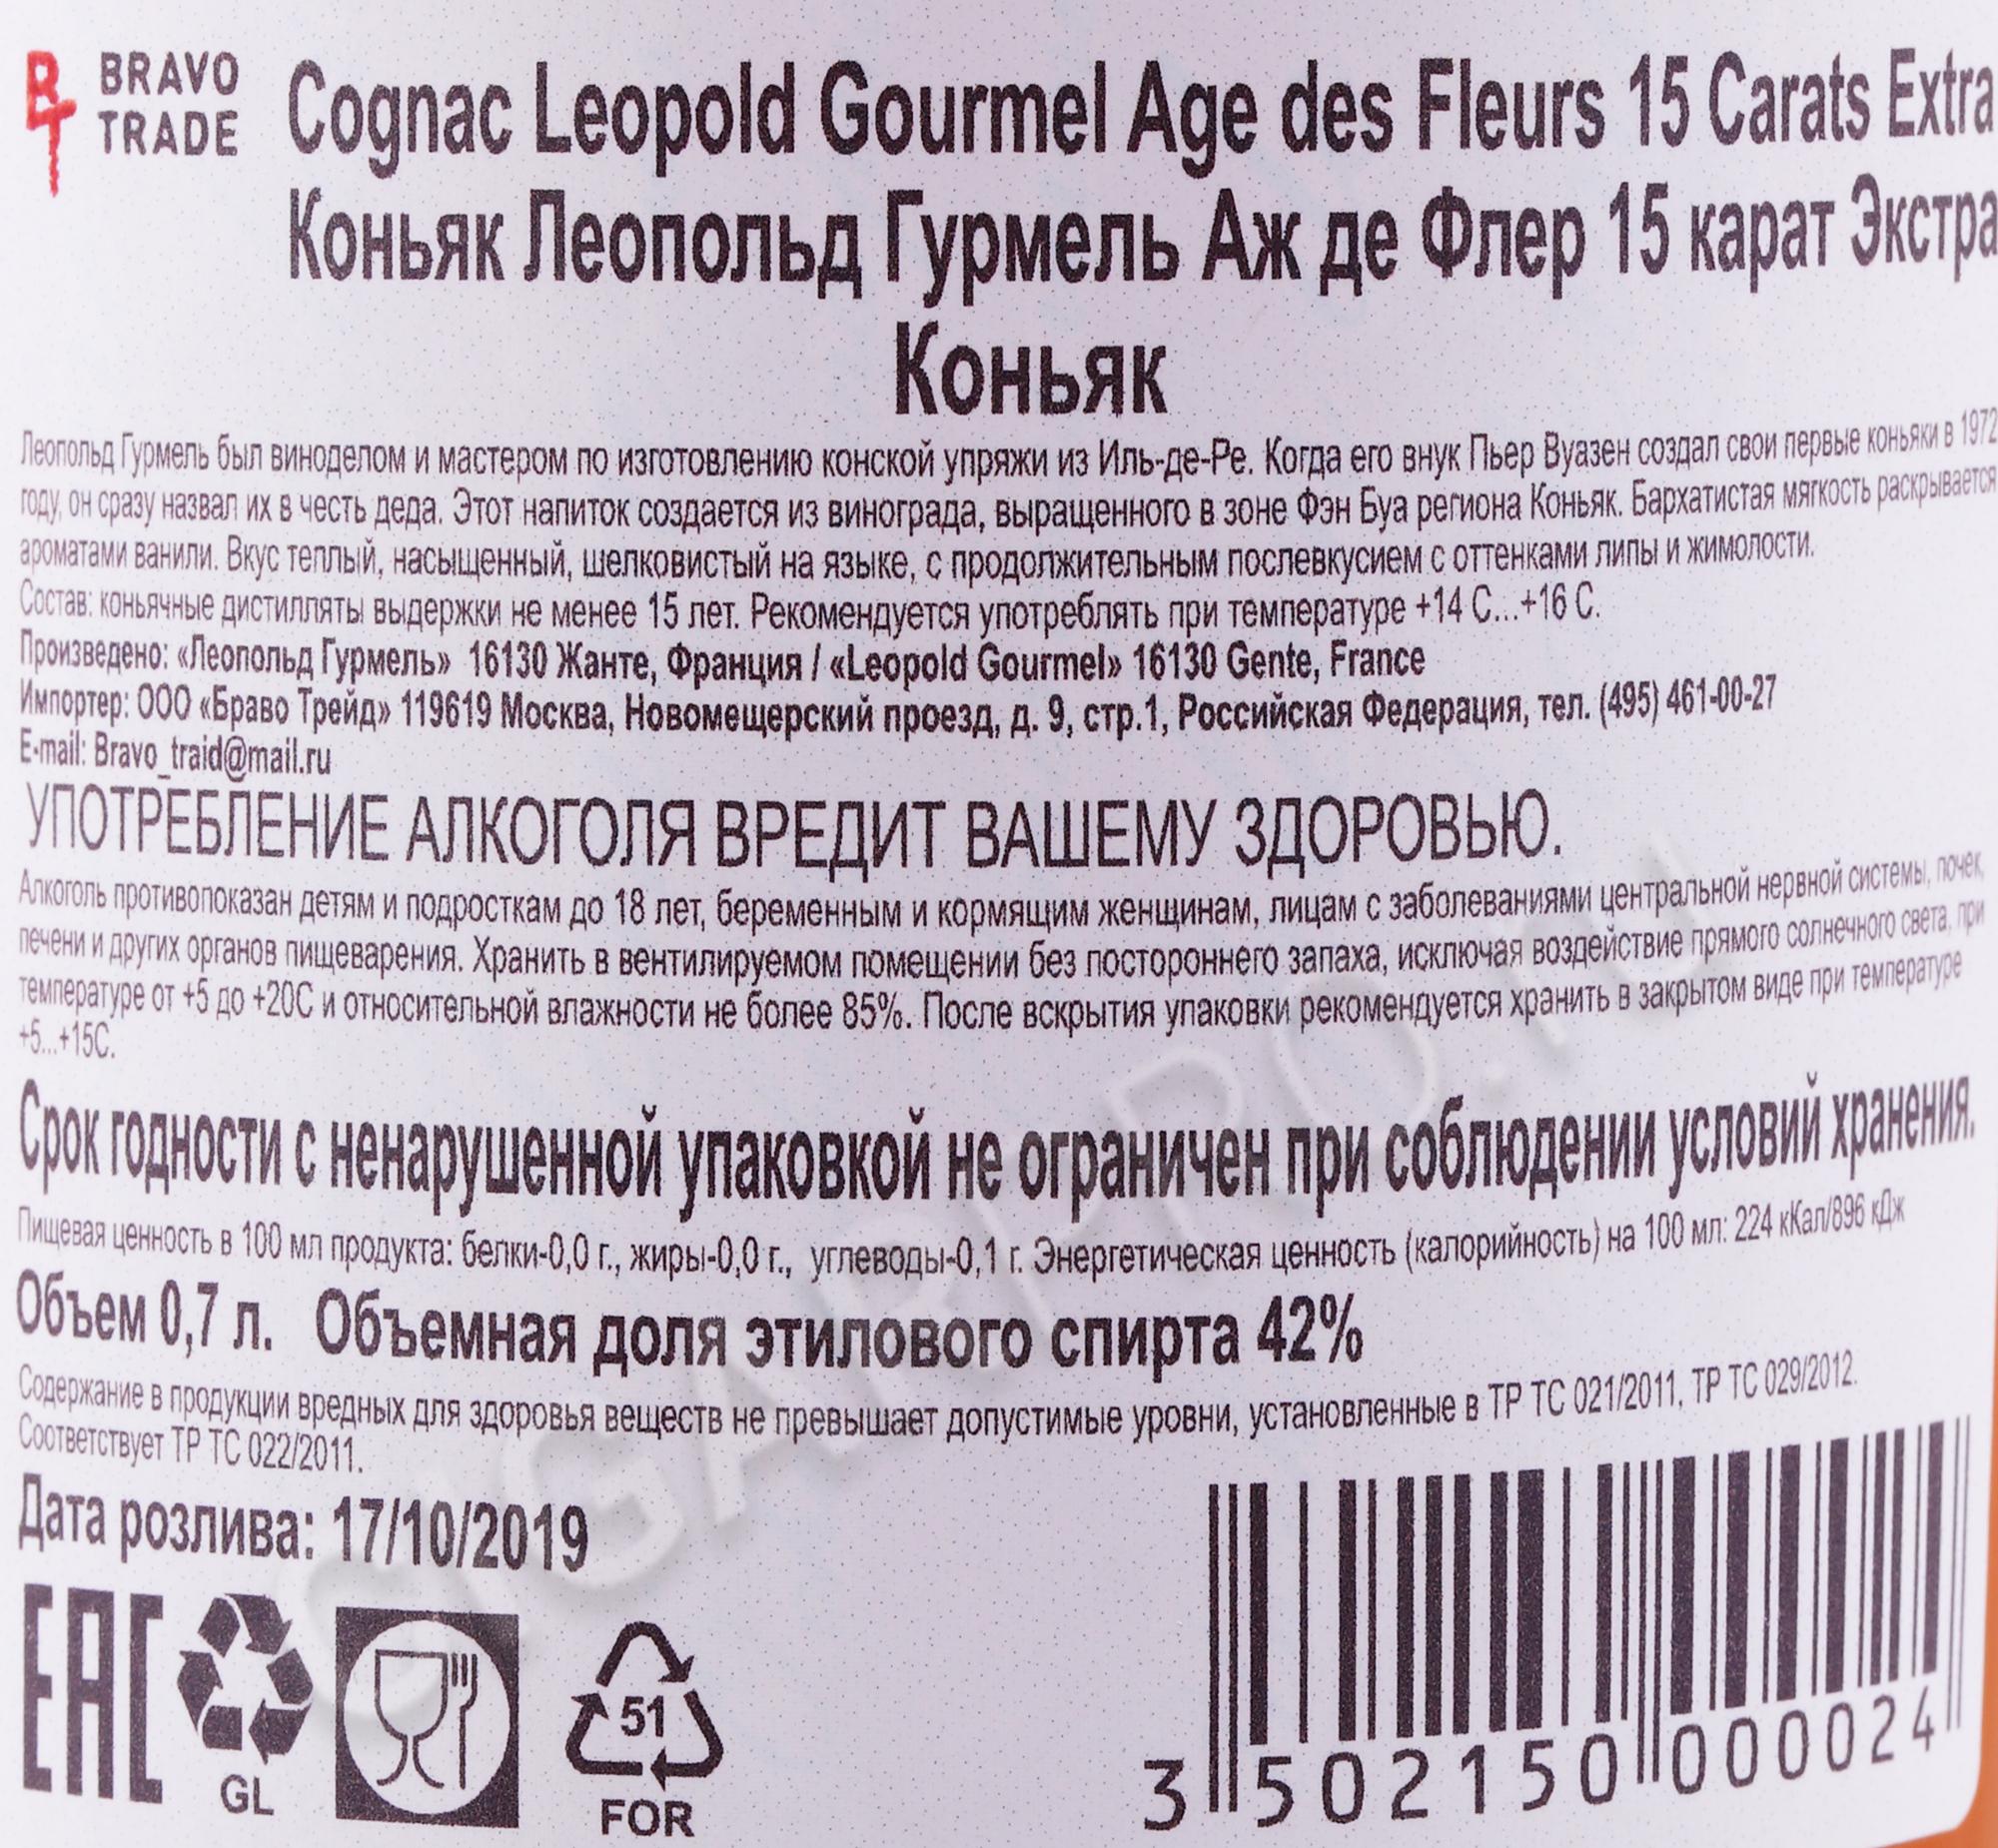 BRAVO
TRADE
Cognac Leopold Gourmel Age des Fleurs 15 Carats Extra
Коньяк Леопольд Гурмель Аж де Флер 15 карат Экстра
Коньяк
Леопольд Гурмель был виноделом и мастером по изготовлению конской упряжи из Иль-де-Ре. Когда его внук Пьер Вуазен создал свои первые коньяки в 1972
году, он сразу назвал их в честь деда. Этот напиток создается из винограда, выращенного в зоне Фэн Буа региона Коньяк. Бархатистая мягкость раскрывается
ароматами ванили. Вкус теплый, насыщенный, шелковистый на языке, с продолжительным послевкусием с оттенками липы и жимолости.
Состав: коньячные дистилляты выдержки не менее 15 лет. Рекомендуется употреблять при температуре +14 С...+16 С.
Произведено: «Леопольд Гурмель» 16130 Жанте, Франция / «Leopold Gourmel» 16130 Gente, France
Импортер: ООО «Браво Трейд» 119619 Москва, Новомещерский проезд, д. 9, стр.1, Российская Федерация, тел. (495) 461-00-27
E-mail: Bravo_traid@mail.ru
УПОТРЕБЛЕНИЕ АЛКОГОЛЯ ВРЕДИТ ВАШЕМУ ЗДОРОВЬЮ.
Алкоголь противопоказан детям и подросткам до 18 лет, беременным и кормящим женщинам, лицам с заболеваниями центральной нервной системы, почек,
печени и других органов пищеварения. Хранить в вентилируемом помещении без постороннего запаха, исключая воздействие прямого солнечного света, при
температуре от +5 до +20С и относительной влажности не более 85%. После вскрытия упаковки рекомендуется хранить в закрытом виде при температуре
+5...+15С.
Срок годности с ненарушенной упаковкой не ограничен при соблюдении условий хранения.
Пищевая ценность в 100 мл продукта: белки-0,0 г., жиры-0,0 г., углеводы-0,1 г. Энергетическая ценность (калорийность) на 100 мл: 224 кКал/896 кДж
Объем 0,7 л. Объемная доля этилового спирта 42%
Содержание в продукции вредных для здоровья веществ не превышает допустимые уровни, установленные в ТР ТС 021/2011, ТР ТС 029/2012.
Соответствует ТР ТС 022/2011.
Дата розлива: 17/10/2019
EAC
GL
51
FOR
3 502150 000024
CIGARPRO.ru